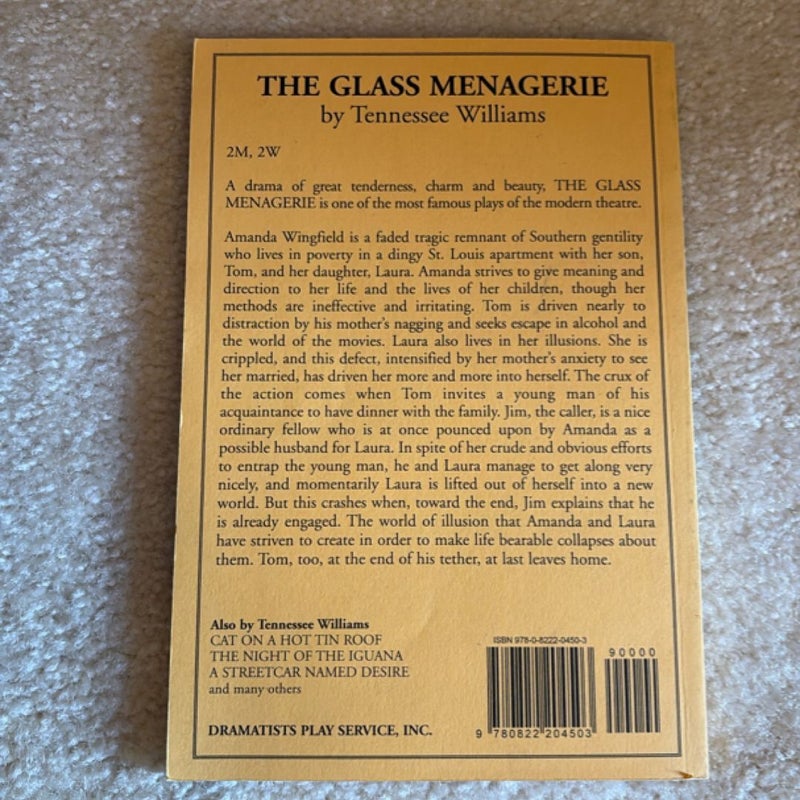 THE GLASS MENAGERIE
by Tennessee Williams
2M, 2W
A drama of great tenderness, charm and beauty, THE GLASS
MENAGERIE is one of the most famous plays of the modern theatre.
Amanda Wingfield is a faded tragic remnant of Southern gentility
who lives in poverty in a dingy St. Louis apartment with her son,
Tom, and her daughter, Laura. Amanda strives to give meaning and
direction to her life and the lives of her children, though her
methods are ineffective and irritating. Tom is driven nearly to
distraction by his mother's nagging and seeks escape in alcohol and
the world of the movies. Laura also lives in her illusions. She is
crippled, and this defect, intensified by her mother's anxiety to see
her married, has driven her more and more into herself. The crux of
the action comes when Tom invites a young man of his
acquaintance to have dinner with the family. Jim, the caller, is a nice
ordinary fellow who is at once pounced upon by Amanda as a
possible husband for Laura. In spite of her crude and obvious efforts
to entrap the young man, he and Laura manage to get along very
nicely, and momentarily Laura is lifted out of herself into a new
world. But this crashes when, toward the end, Jim explains that he
is already engaged. The world of illusion that Amanda and Laura
have striven to create in order to make life bearable collapses about
them. Tom, too, at the end of his tether, at last leaves home.
Also by Tennessee Williams
CAT ON A HOT TIN ROOF
THE NIGHT OF THE IGUANA
A STREETCAR NAMED DESIRE
and many others
DRAMATISTS PLAY SERVICE, INC.
ISBN 978-0-8222-0450-3
90000
9 780822 204503